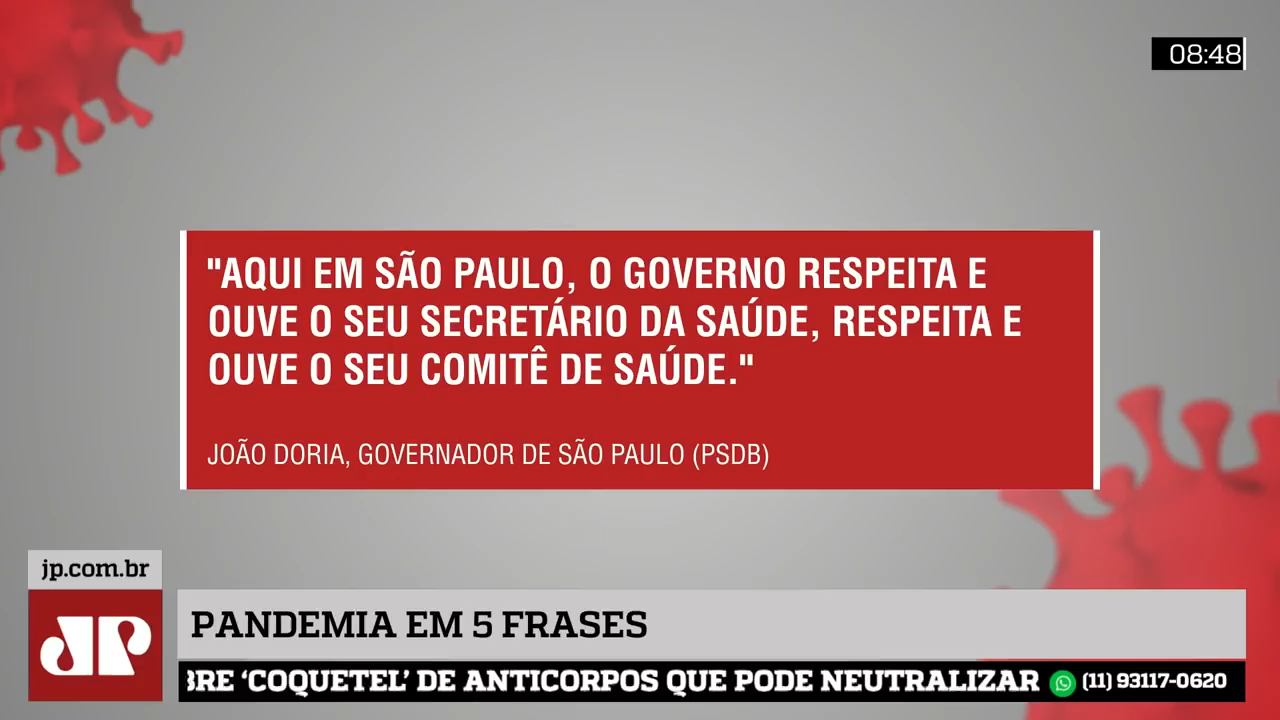 08:48
"AQUI EM SÃO PAULO, O GOVERNO RESPEITA E
OUVE O SEU SECRETÁRIO DA SAÚDE, RESPEITA E
OUVE O SEU COMITÊ DE SAÚDE."
JOÃO DORIA, GOVERNADOR DE SÃO PAULO (PSDB)
jp.com.br
JP
PANDEMIA EM 5 FRASES
‘COQUETEL’ DE ANTICORPOS QUE PODE NEUTRALIZAR (11) 93117-0620